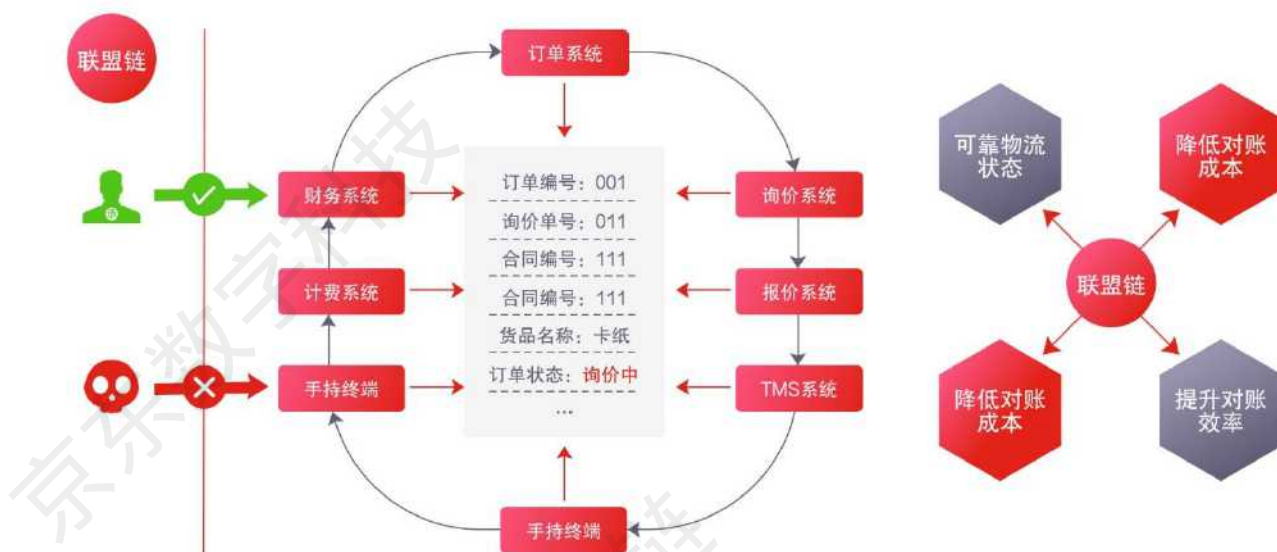 联盟链
订单系统
财务系统
计费系统
手持终端
订单编号：001
询价单号：011
合同编号：111
合同编号：111
货品名称：卡纸
订单状态：询价中
...
询价系统
报价系统
TMS系统
手持终端
可靠物流
状态
降低对账
成本
联盟链
降低对账
成本
提升对账
效率
京东数字科技
链